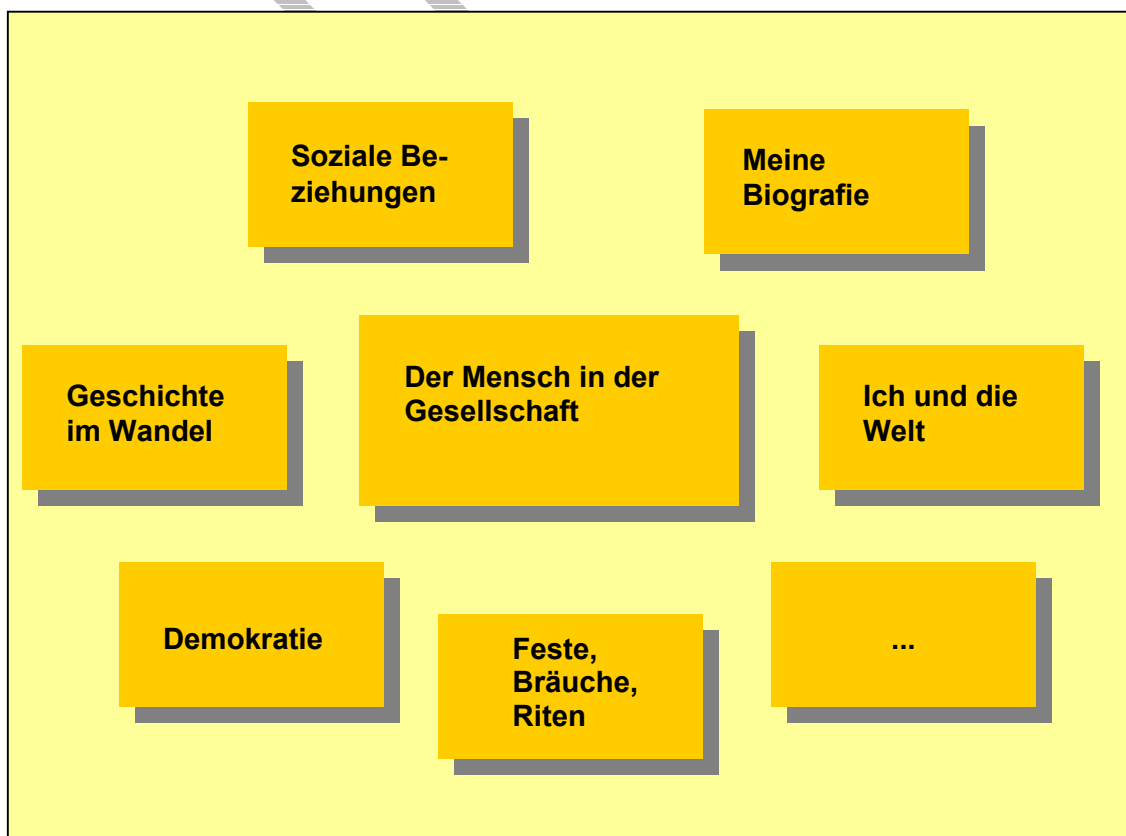 Soziale Be-
ziehungen
Meine
Biografie
Geschichte
im Wandel
Der Mensch in der
Gesellschaft
Ich und die
Welt
Demokratie
Feste,
Bräuche,
Riten
...